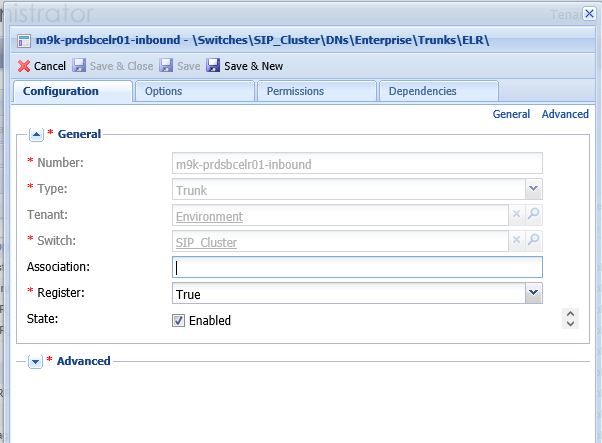 ministrator
Tenan
m9k-prdsbcelr01-inbound - \Switches\SIP_Cluster\DNs\Enterprise\Trunks\ELR\
Cancel Save & Close Save Save & New
Configuration Options Permissions Dependencies
General Advanced
* General
* Number: m9k-prdsbcelr01-inbound
* Type: Trunk
Tenant: Environment
* Switch: SIP_Cluster
Association:
* Register: True
State: Enabled
* Advanced